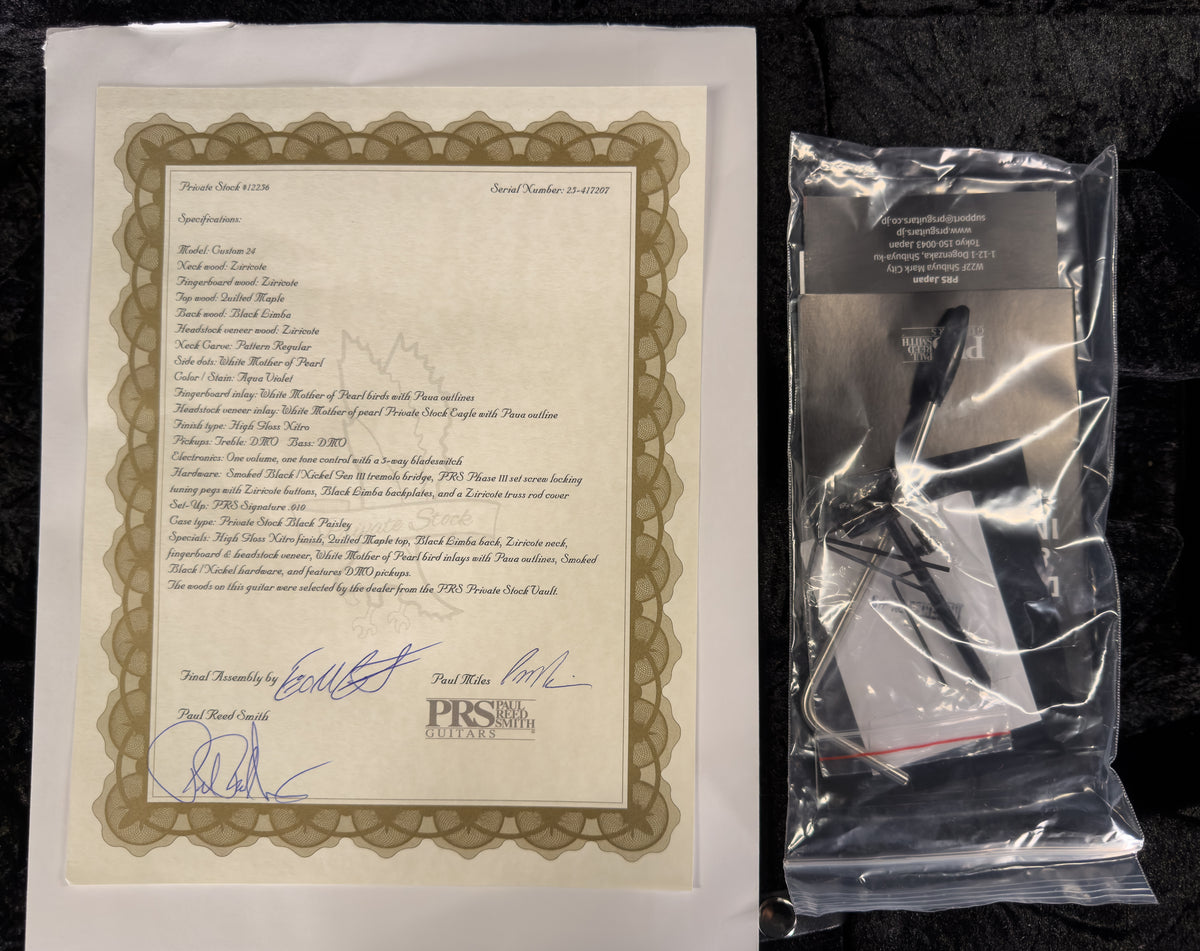 Private Stock #12256
Serial Number: 25-417207
Specifications:
Model: Custom 24
Neck wood: Ziricote
Fingerboard wood: Ziricote
Top wood: Quilted Maple
Back wood: Black Limba
Headstock veneer wood: Ziricote
Neck Carve: Pattern Regular
Side dots: White Mother of Pearl
Color / Stain: Aqua Violet
Fingerboard inlay: White Mother of Pearl birds with Paua outlines
Headstock veneer inlay: White Mother of pearl Private Stock Eagle with Paua outline
Finish type: High Gloss Nitro
Pickups: Treble: DMO Bass: DMO
Electronics: One volume, one tone control with a 5-way bladeswitch
Hardware: Smoked Black / Nickel Gen III tremolo bridge, PRS Phase III set screw locking
tuning pegs with Ziricote buttons, Black Limba backplates, and a Ziricote truss rod cover
Set-Up: PRS Signature .010
Case type: Private Stock Black Paisley
Specials: High Gloss Nitro finish, Quilted Maple top, Black Limba back, Ziricote neck,
fingerboard & headstock veneer, White Mother of Pearl bird inlays with Paua outlines, Smoked
Black / Nickel hardware, and features DMO pickups.
The woods on this guitar were selected by the dealer from the PRS Private Stock Vault.
Private Stock
Final Assembly by
Paul Miles
Paul Reed Smith
PRS PAUL
REED
SMITH
GUITARS
PRS Japan
W22F Shibuya Mark City
1-12-1 Dogenzaka, Shibuya-ku
Tokyo 150-0043 Japan
www.prsguitars.jp
support@prsguitars.co.jp
PRS PAUL
REED
SMITH
GUITARS